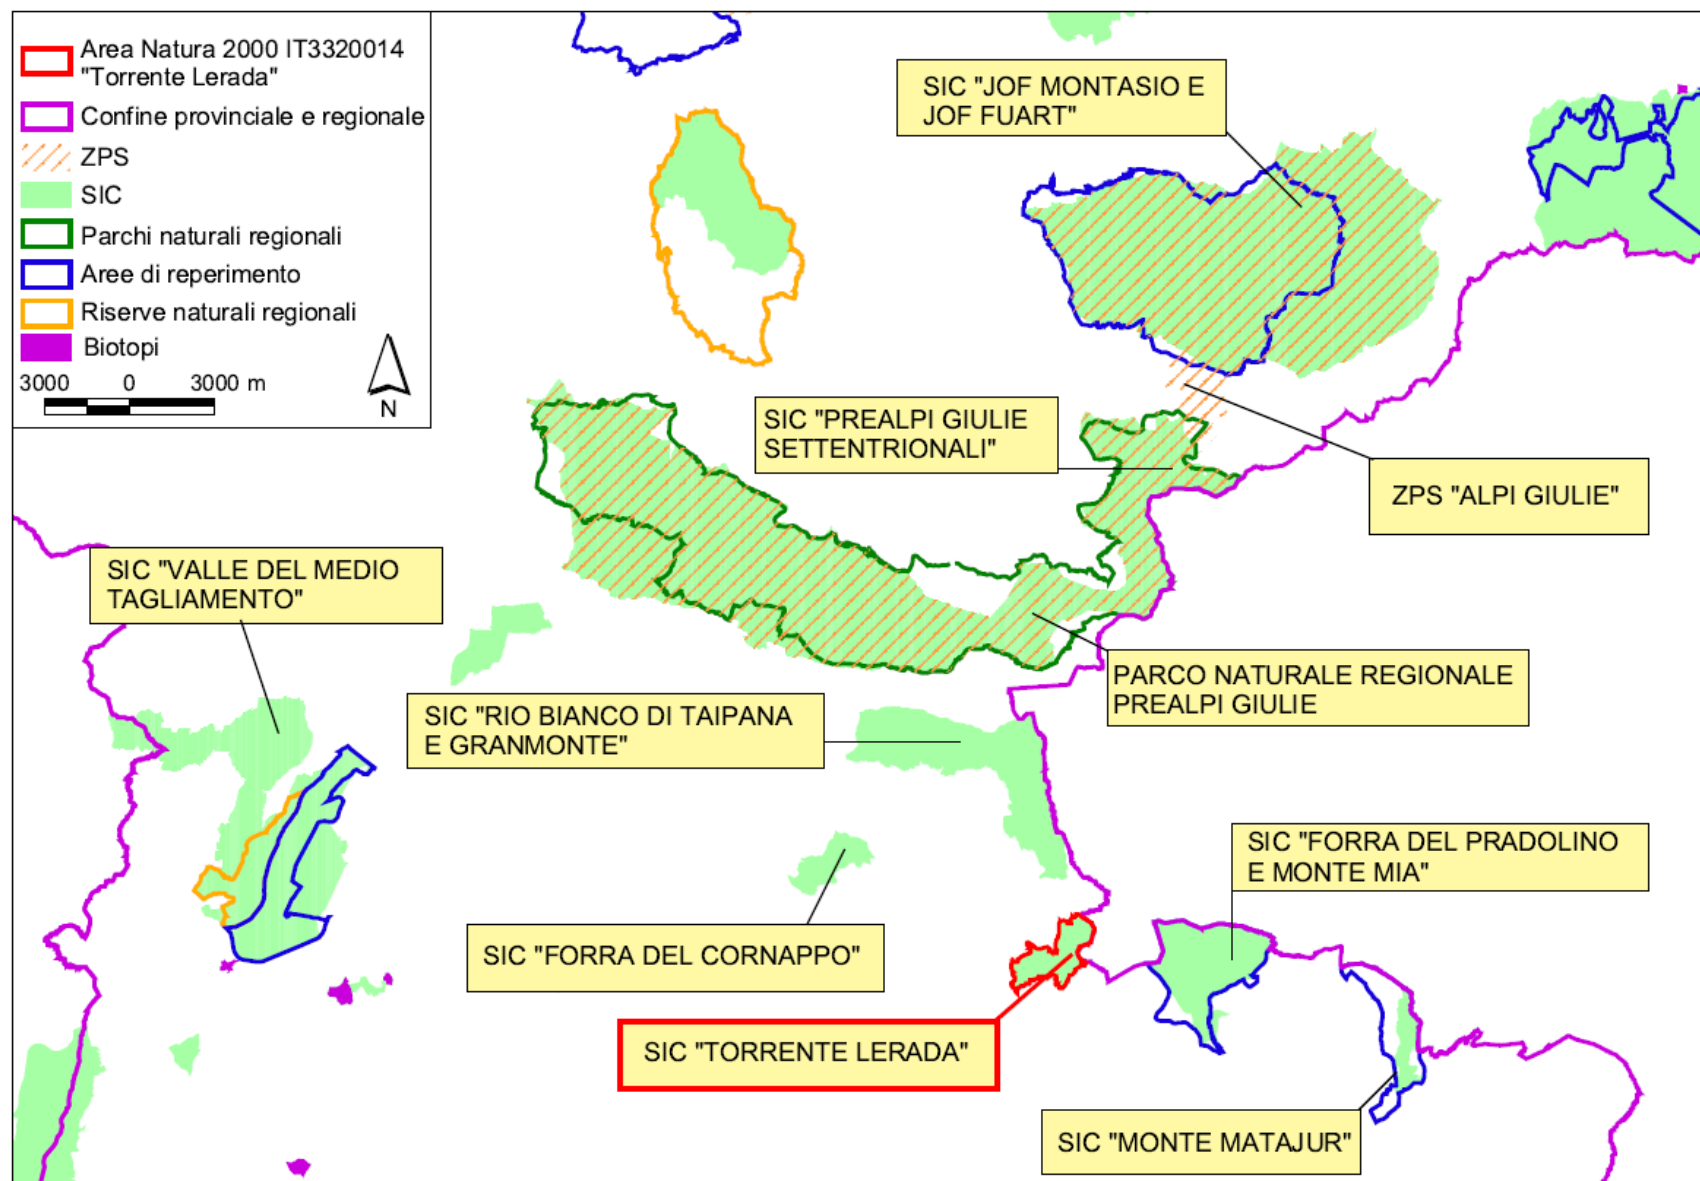 Area Natura 2000 IT3320014
"Torrente Lerada"
Confine provinciale e regionale
ZPS
SIC
Parchi naturali regionali
Aree di reperimento
Riserve naturali regionali
Biotopi
3000 0 3000 m
N
SIC "JOF MONTASIO E
JOF FUART"
SIC "PREALPI GIULIE
SETTENTRIONALI"
ZPS "ALPI GIULIE"
SIC "VALLE DEL MEDIO
TAGLIAMENTO"
PARCO NATURALE REGIONALE
PREALPI GIULIE
SIC "RIO BIANCO DI TAIPANA
E GRANMONTE"
SIC "FORRA DEL PRADOLINO
E MONTE MIA"
SIC "FORRA DEL CORNAPPO"
SIC "TORRENTE LERADA"
SIC "MONTE MATAJUR"